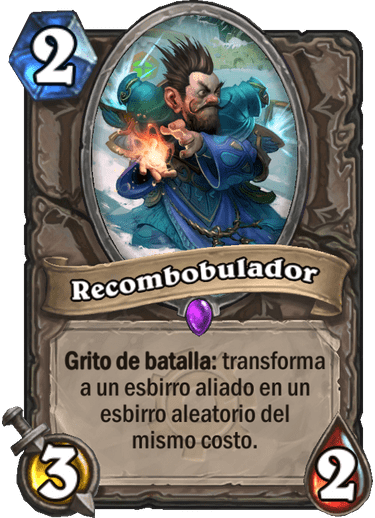 2
Recombobulador
Grito de batalla: transforma
a un esbirro aliado en un
esbirro aleatorio del
mismo costo.
3
2